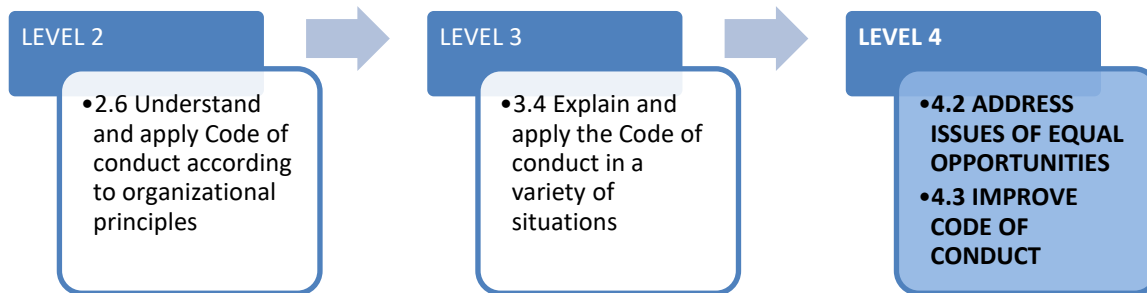 LEVEL 2
•2.6 Understand
and apply Code of
conduct according
to organizational
principles
LEVEL 3
•3.4 Explain and
apply the Code of
conduct in a
variety of
situations
LEVEL 4
•4.2 ADDRESS
ISSUES OF EQUAL
OPPORTUNITIES
•4.3 IMPROVE
CODE OF
CONDUCT